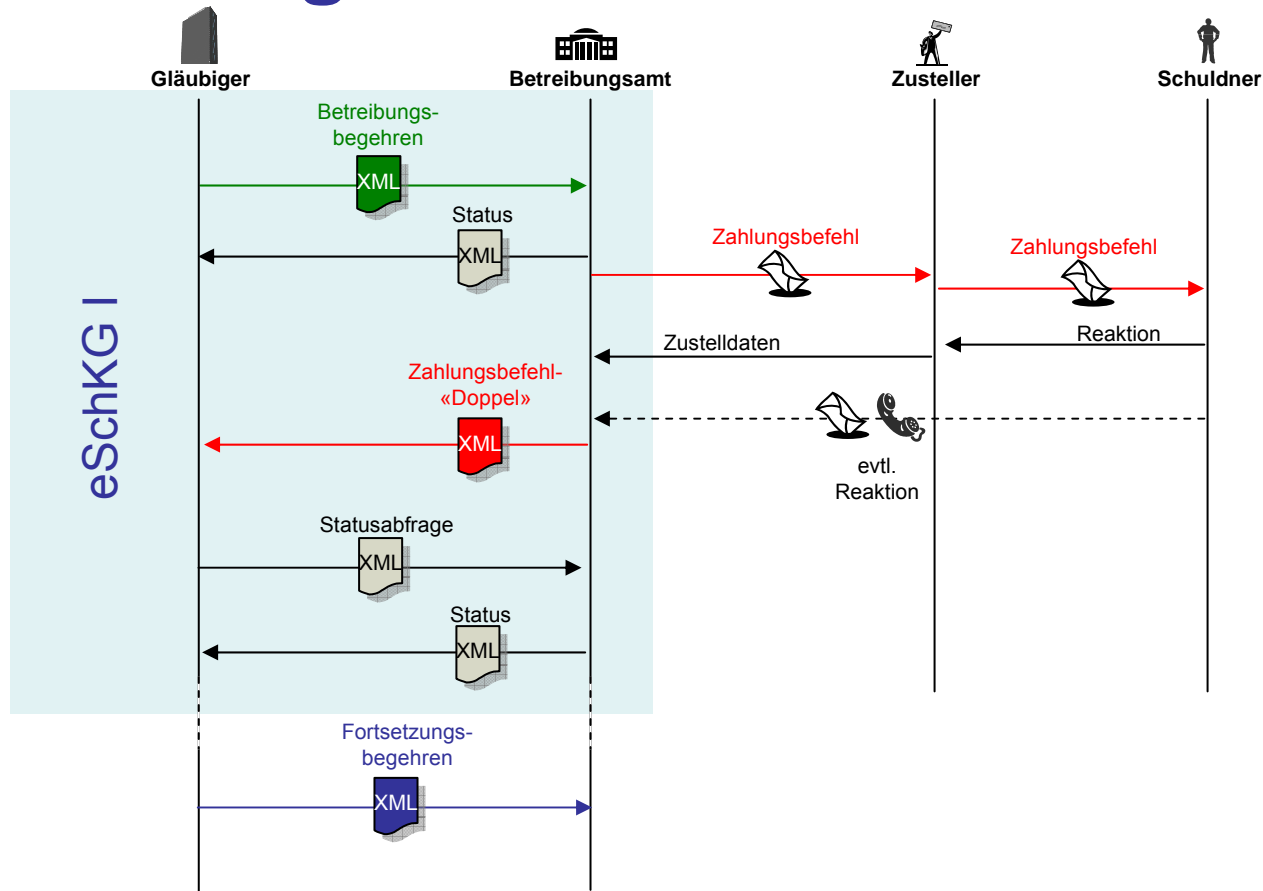 Gläubiger
Betreibungsamt
Zusteller
Schuldner
Betreibungs-
begehren
XML
Status
XML
Zahlungsbefehl
Zahlungsbefehl
Reaktion
Zustelldaten
eSchKG I
Zahlungsbefehl-
«Doppel»
XML
evtl.
Reaktion
Statusabfrage
XML
Status
XML
Fortsetzungs-
begehren
XML